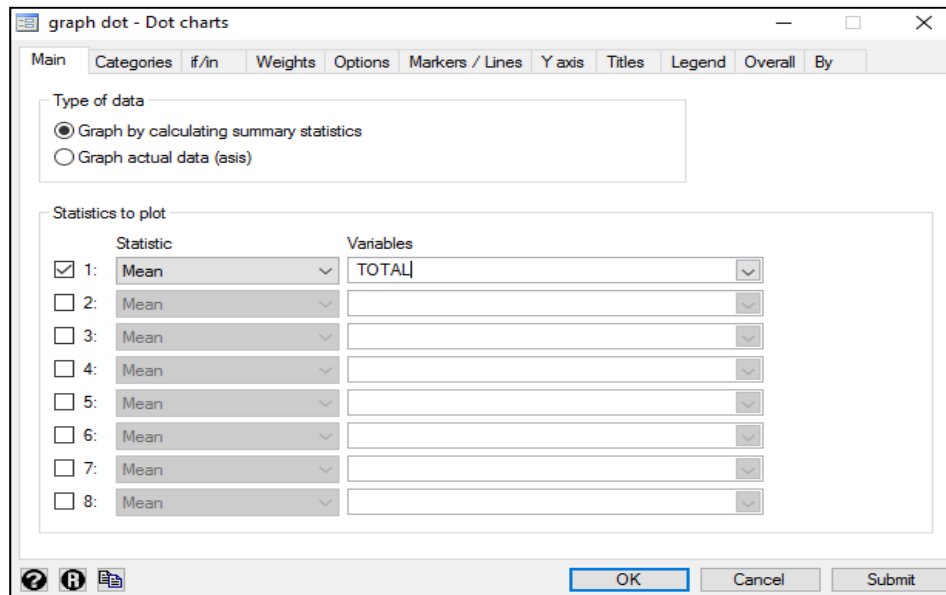 graph dot - Dot charts
Main Categories if/in Weights Options Markers / Lines Y axis Titles Legend Overall By
Type of data
Graph by calculating summary statistics
Graph actual data (asis)
Statistics to plot
Statistic Variables
1: Mean TOTAL
2: Mean
3: Mean
4: Mean
5: Mean
6: Mean
7: Mean
8: Mean
? R OK Cancel Submit